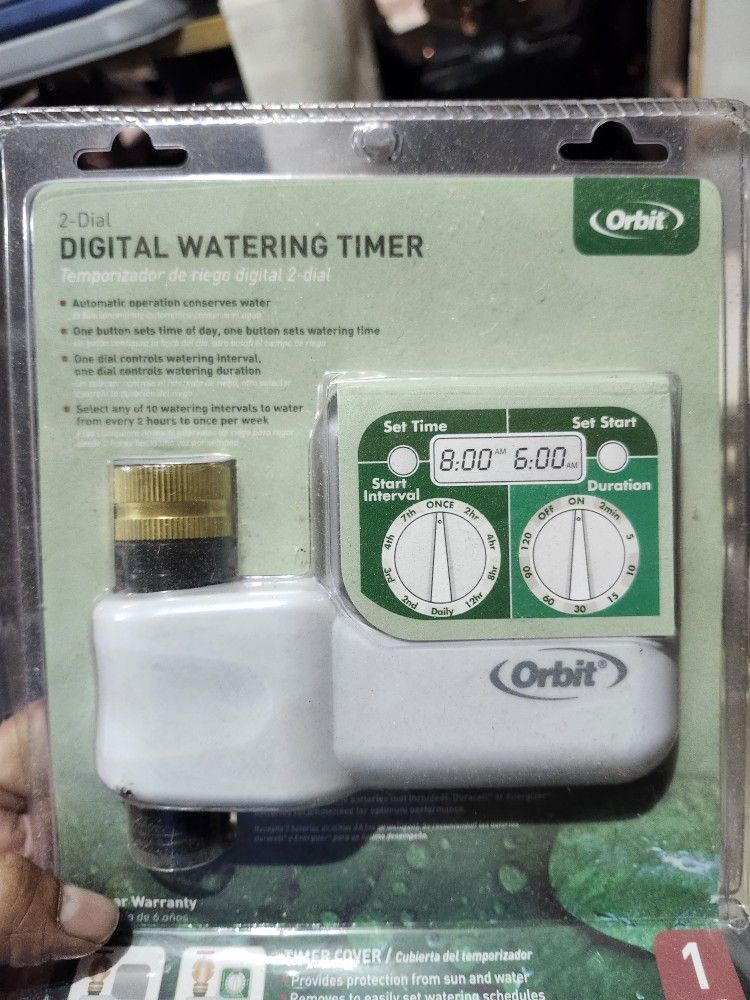 2-Dial
DIGITAL WATERING TIMER
Temporizador de riego digital 2-dial
Orbit
Automatic operation conserves water
One button sets time of day, one button sets watering time
One dial controls watering interval,
one dial controls watering duration
Select any of 10 watering intervals to water
from every 2 hours to once per week
Set Time
Set Start
8:00 AM 6:00 AM
Start
Interval
Duration
ONCE 2hr 4hr 8hr 12hr Daily 2nd 3rd 4th 7th
ON 2min 5 10 15 30 60 90 120 OFF
Orbit®
r Warranty
de 6 años
TIMER COVER / Cubierta del temporizador
Provides protection from sun and water
Removes to easily set watering schedules
1